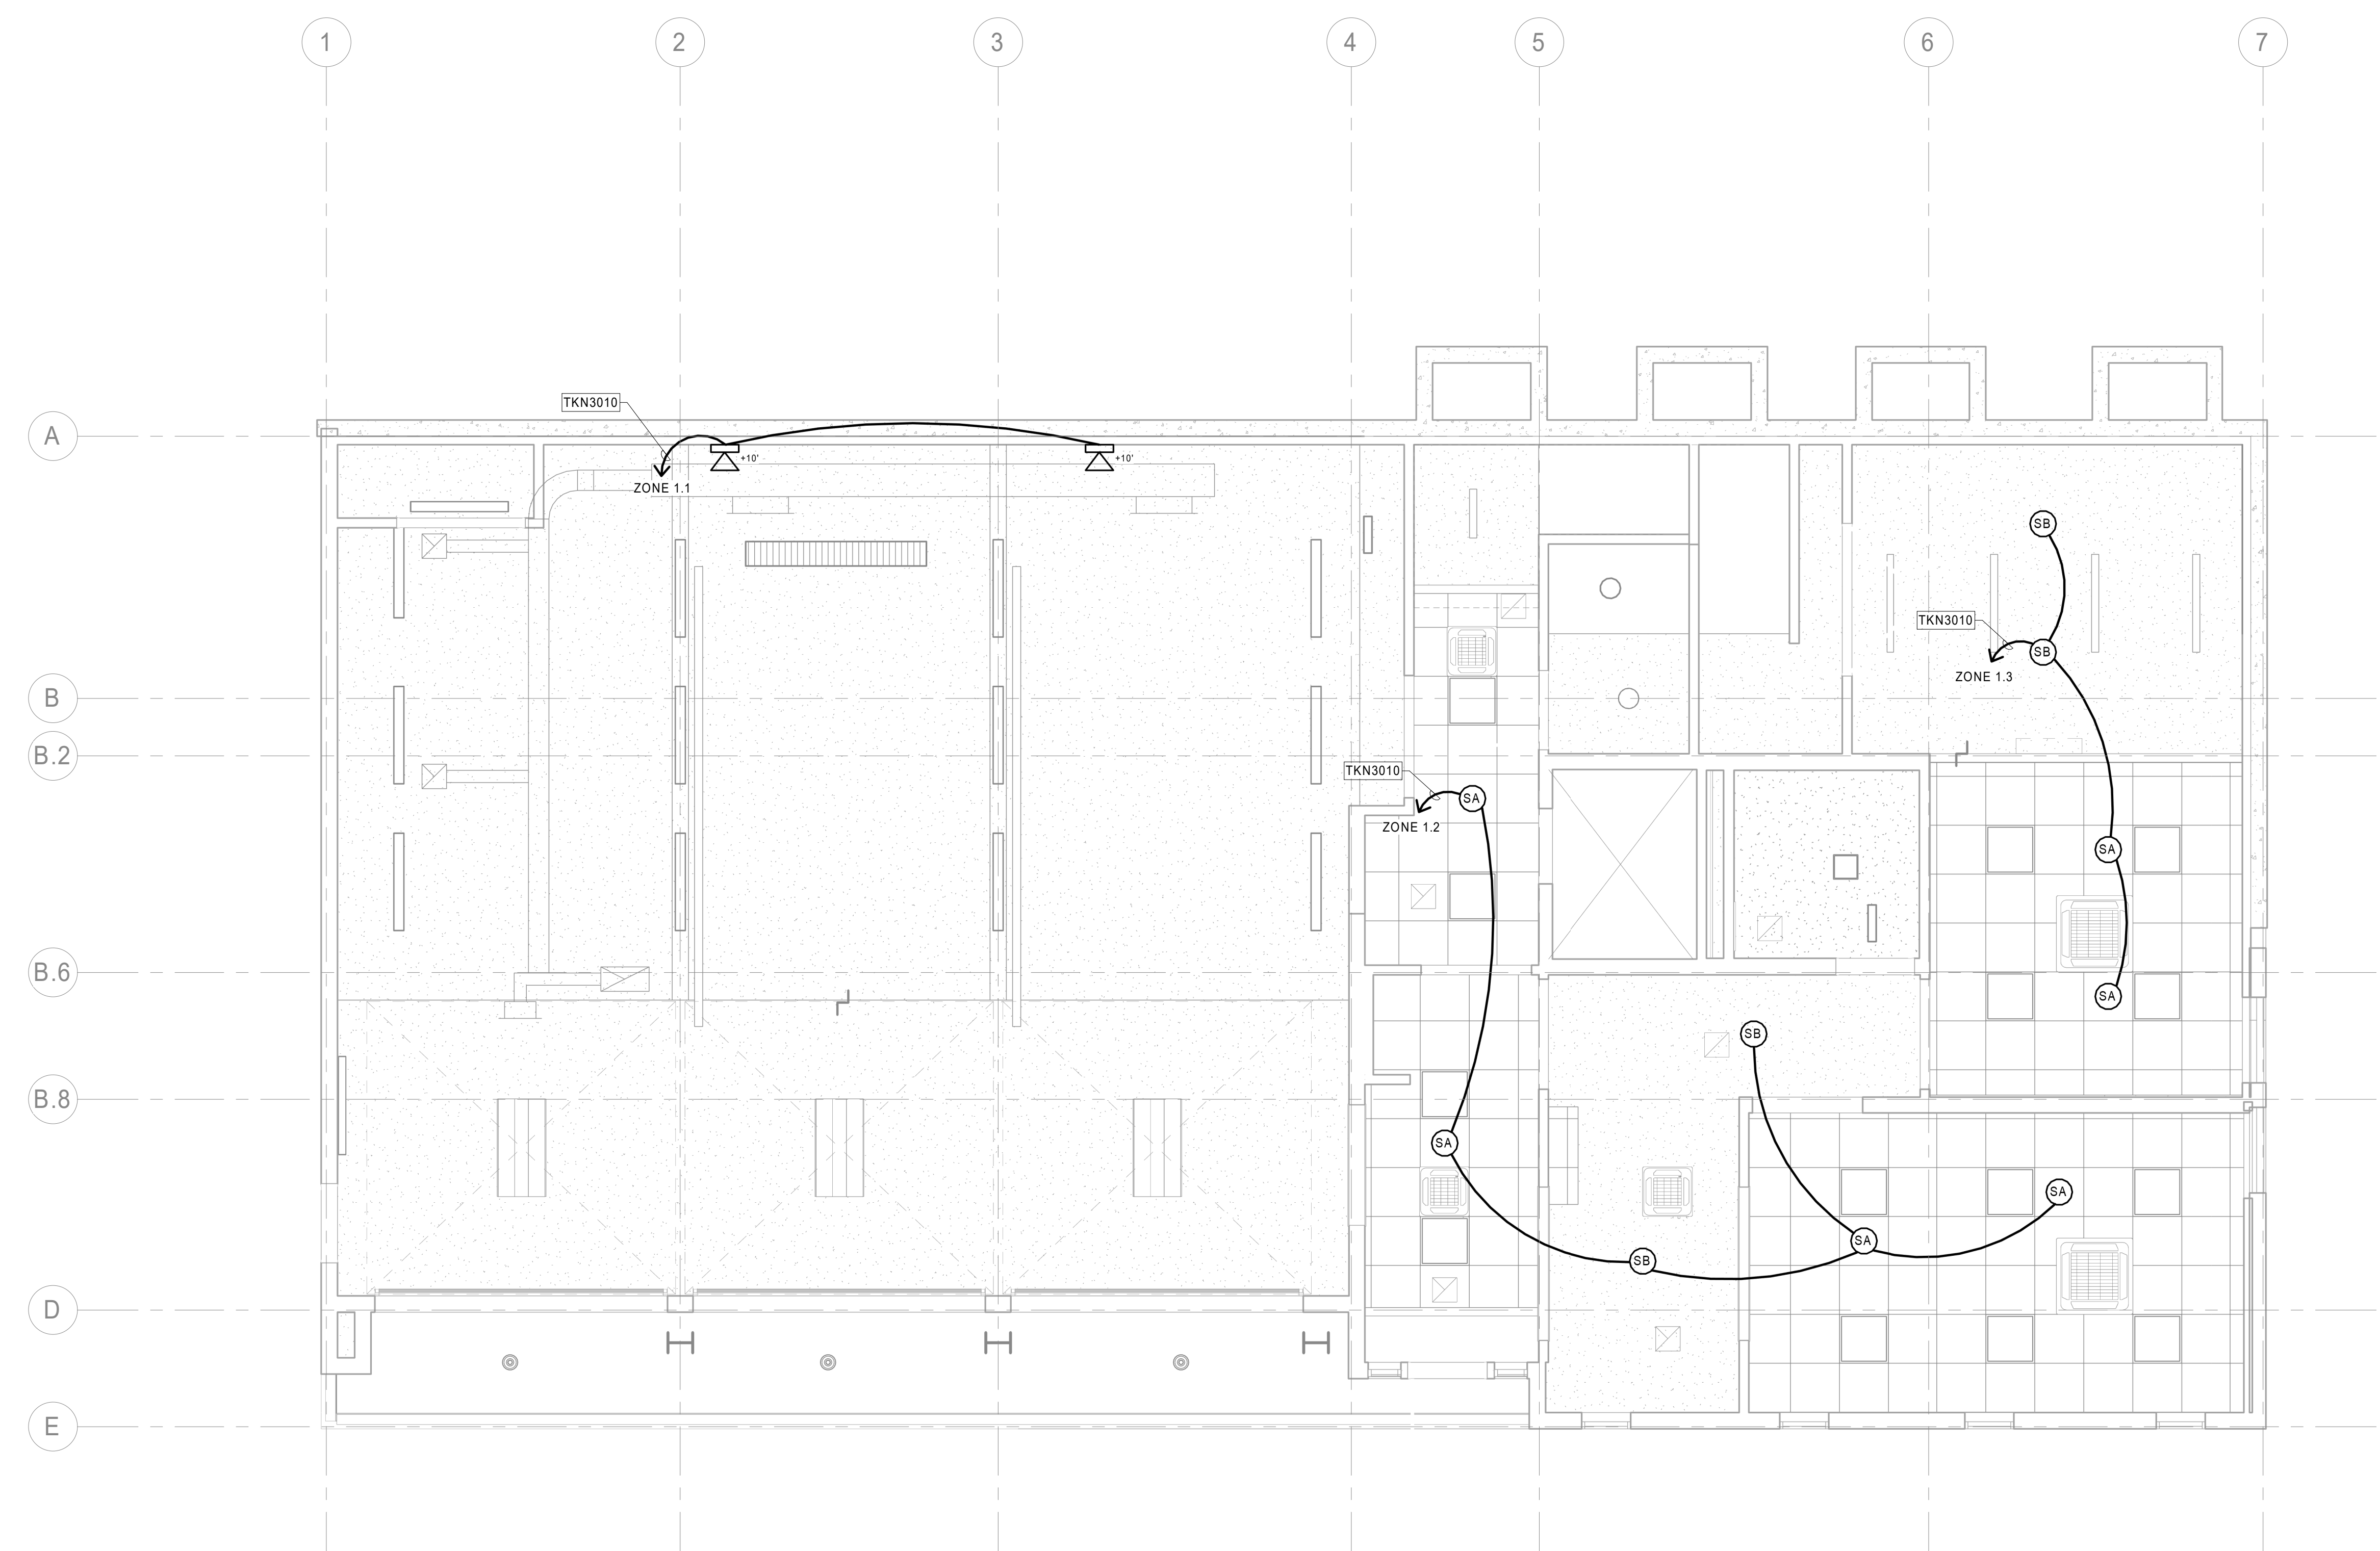 1 2 3 4 5 6 7
TKN3010
A
+10' +10'
ZONE 1.1
SB
TKN3010
SB
ZONE 1.3
B
B.2
TKN3010
SA
ZONE 1.2
SA
B.6
SA
SB
B.8
SA
SA
SA
SB
D
E